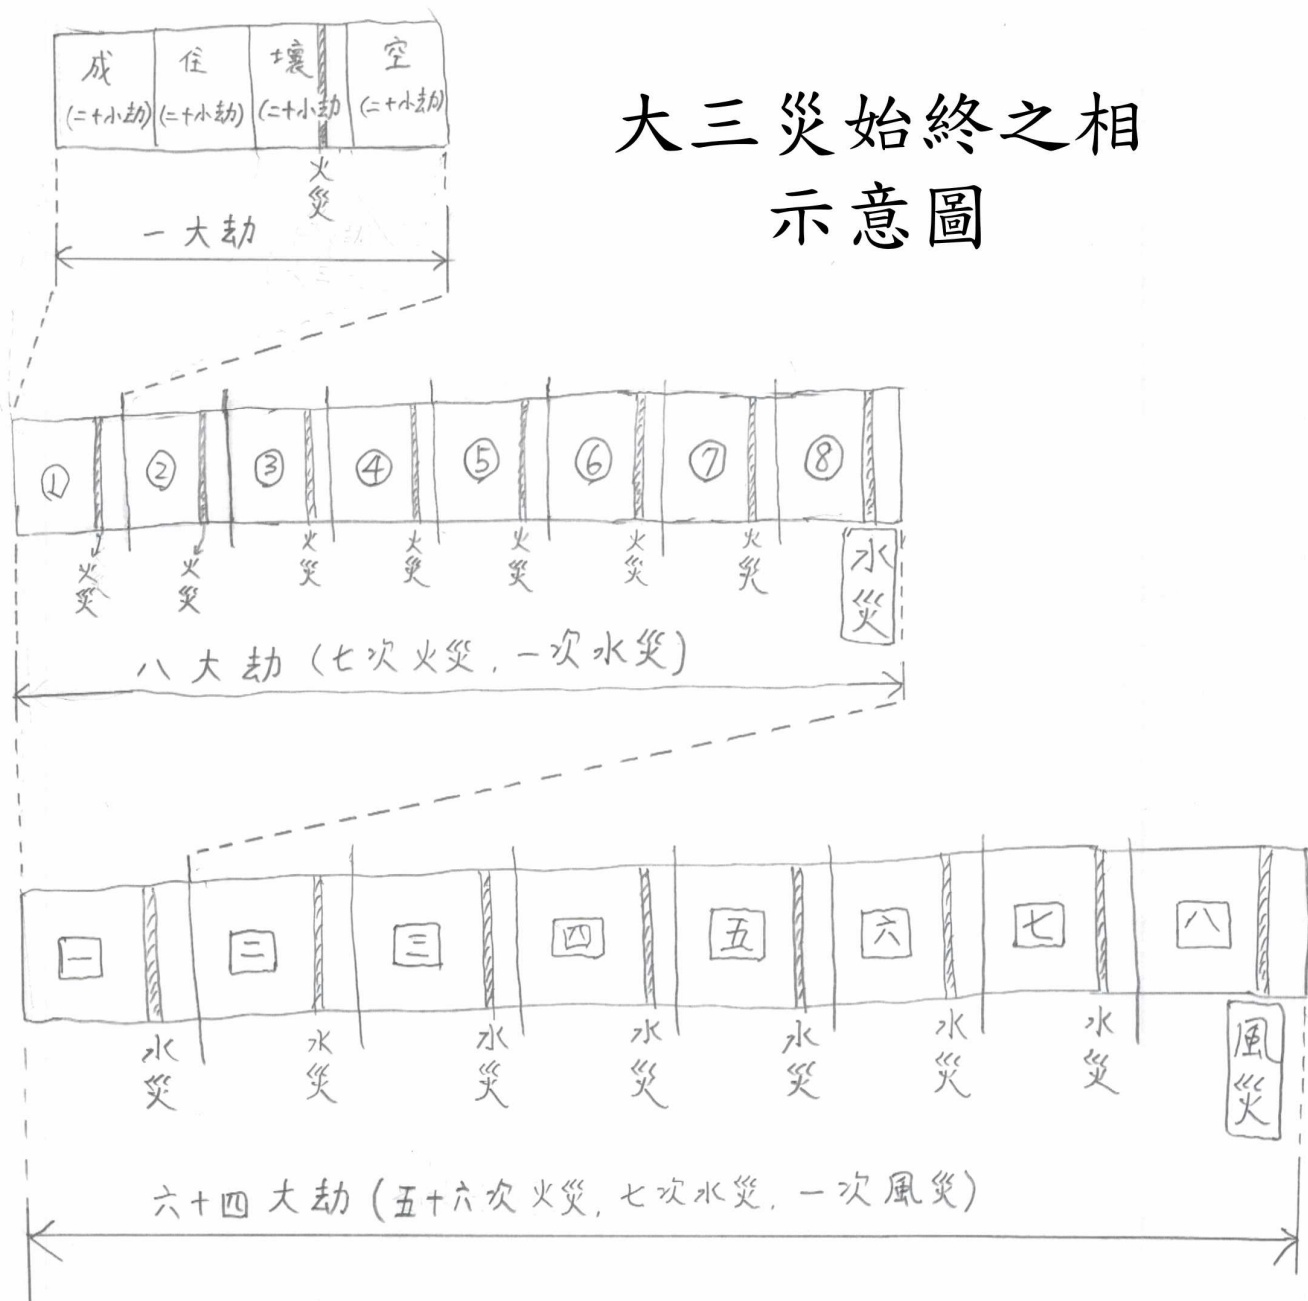 大三災始終之相
示意圖
成 住 壞 空
(二十小劫) (二十小劫) (二十小劫) (二十小劫)
火災
一大劫
① ② ③ ④ ⑤ ⑥ ⑦ ⑧
火災 火災 火災 火災 火災 火災 火災 水災
八大劫(七次火災,一次水災)
一 二 三 四 五 六 七 八
水災 水災 水災 水災 水災 水災 水災 風災
六十四大劫(五十六次火災,七次水災,一次風災)